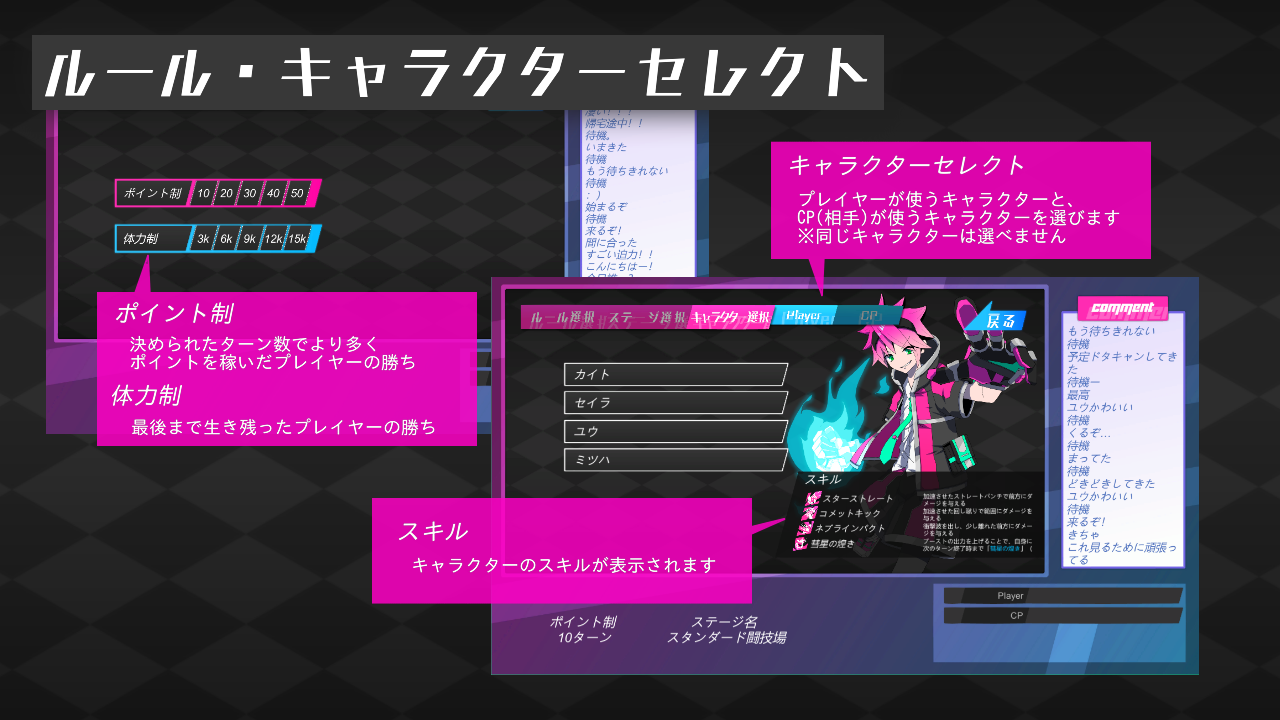 ルール・キャラクターセレクト
帰宅途中!!
待機。
いまきた
待機
もう待ちきれない
待機
: )
始まるぞ
待機
来るぞ!
間に合った
すごい迫力!!
こんにちはー!
ポイント制 10 20 30 40 50
体力制 3k 6k 9k 12k 15k
ポイント制
決められたターン数でより多く
ポイントを稼いだプレイヤーの勝ち
体力制
最後まで生き残ったプレイヤーの勝ち
キャラクターセレクト
プレイヤーが使うキャラクターと、
CP(相手)が使うキャラクターを選びます
※同じキャラクターは選べません
ルール選択 ステージ選択 キャラクター選択 Player CP
戻る
カイト
セイラ
ユウ
ミツハ
スキル
スターストレート
コメットキック
ネブラインパクト
彗星の煌き
加速させたストレートパンチで前方にダ
メージを与える
加速させた回し蹴りで範囲にダメージを
与える
衝撃波を出し、少し離れた前方にダメー
ジを与える
ブーストの出力を上げることで、自身に
次のターン終了時まで『彗星の煌き』(
comment
もう待ちきれない
待機
予定ドタキャンしてき
た
待機ー
最高
ユウかわいい
待機
くるぞ…
待機
まってた
待機
どきどきしてきた
ユウかわいい
待機
来るぞ!
きちゃ
これ見るために頑張っ
てる
スキル
キャラクターのスキルが表示されます
ポイント制
10ターン
ステージ名
スタンダード闘技場
Player
CP